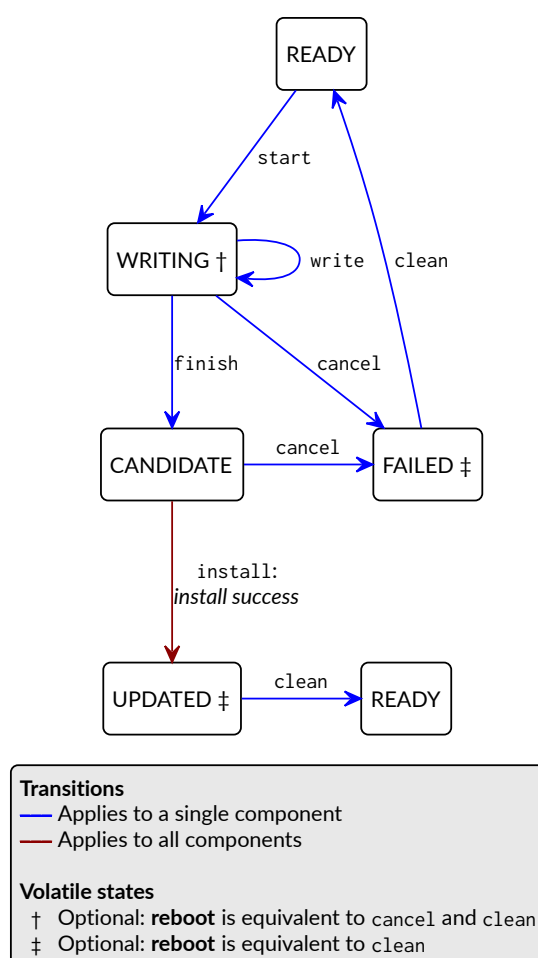 READY
start
WRITING †
write
clean
finish
cancel
CANDIDATE
cancel
FAILED ‡
install:
install success
UPDATED ‡
clean
READY
Transitions
Applies to a single component
Applies to all components
Volatile states
† Optional: reboot is equivalent to cancel and clean
‡ Optional: reboot is equivalent to clean